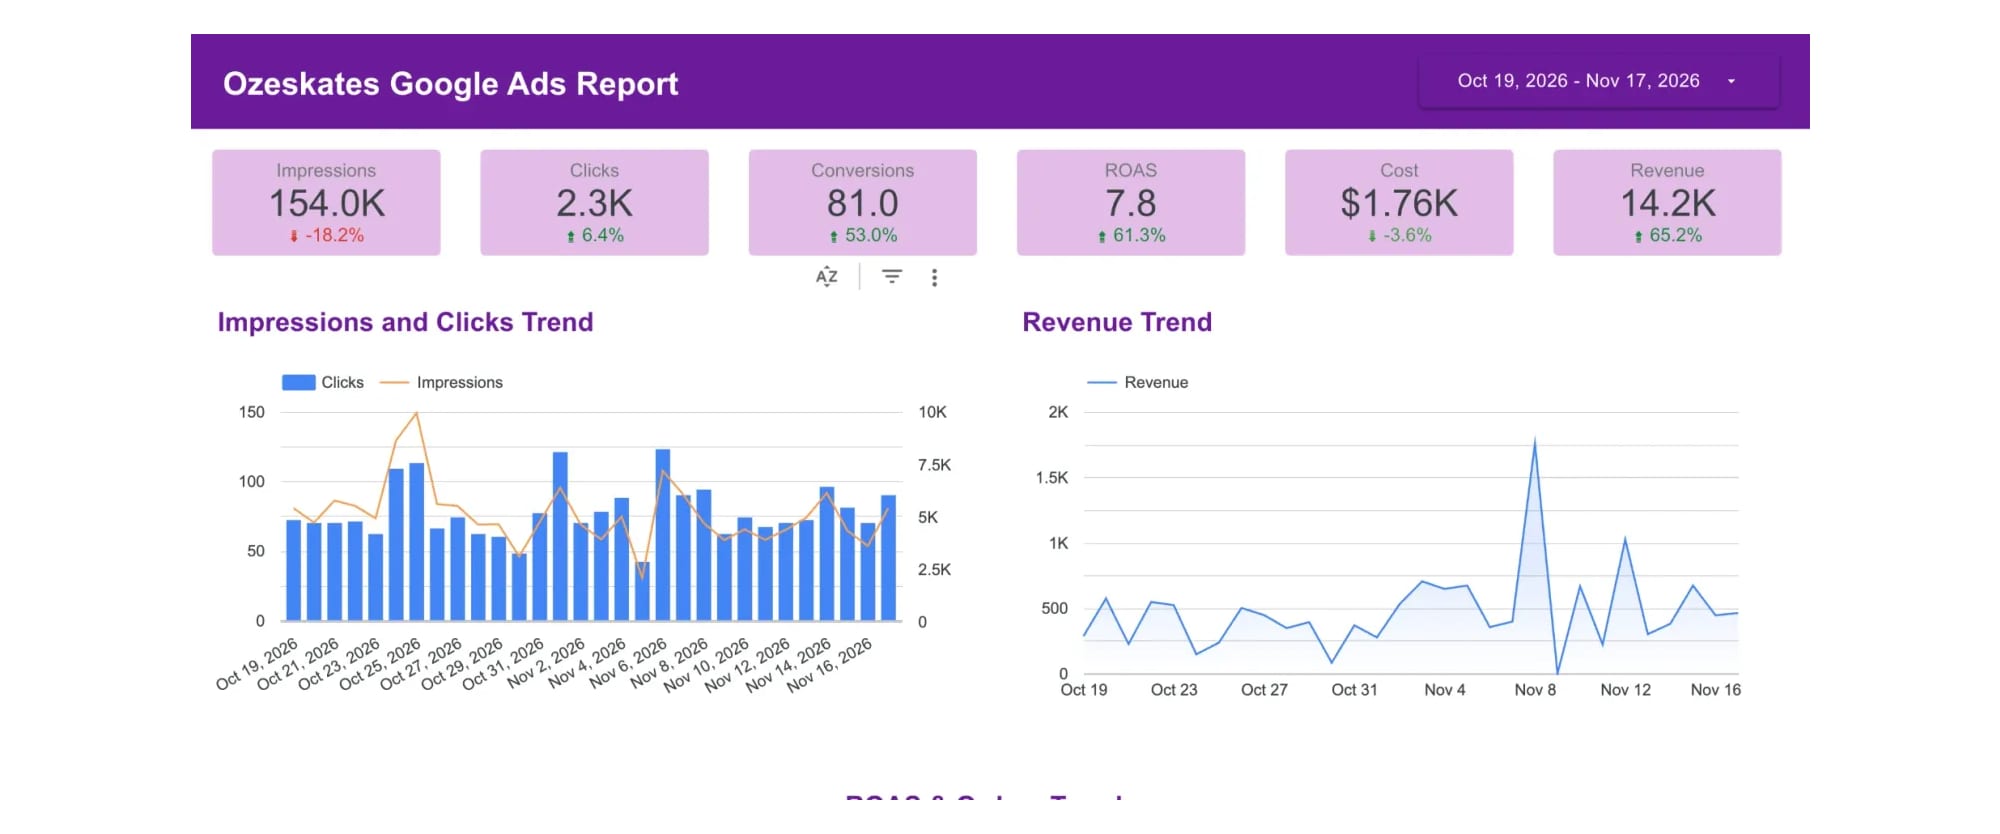 Ozeskates Google Ads Report
Oct 19, 2026 - Nov 17, 2026
Impressions
154.0K
-18.2%
Clicks
2.3K
6.4%
Conversions
81.0
53.0%
ROAS
7.8
61.3%
Cost
$1.76K
-3.6%
Revenue
14.2K
65.2%
AZ
Impressions and Clicks Trend
Clicks
Impressions
150
100
50
0
10K
7.5K
5K
2.5K
0
Oct 19, 2026
Oct 21, 2026
Oct 23, 2026
Oct 25, 2026
Oct 27, 2026
Oct 29, 2026
Oct 31, 2026
Nov 2, 2026
Nov 4, 2026
Nov 6, 2026
Nov 8, 2026
Nov 10, 2026
Nov 12, 2026
Nov 14, 2026
Nov 16, 2026
Revenue Trend
Revenue
2K
1.5K
1K
500
0
Oct 19
Oct 23
Oct 27
Oct 31
Nov 4
Nov 8
Nov 12
Nov 16
ROAS &